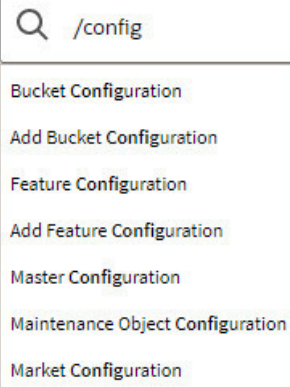 /config
Bucket Configuration
Add Bucket Configuration
Feature Configuration
Add Feature Configuration
Master Configuration
Maintenance Object Configuration
Market Configuration